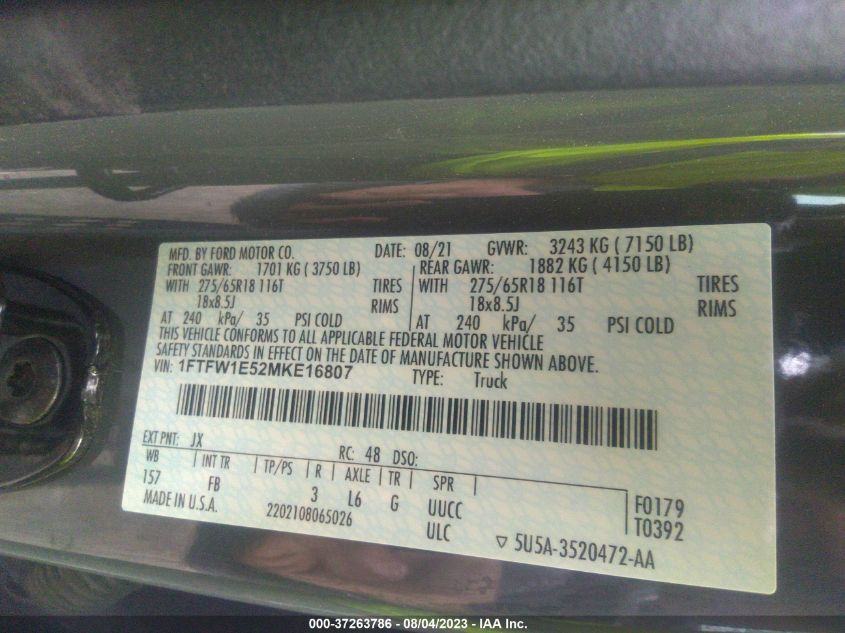 MFD. BY FORD MOTOR CO. DATE: 08/21 GVWR: 3243 KG ( 7150 LB)
FRONT GAWR: 1701 KG ( 3750 LB) REAR GAWR: 1882 KG ( 4150 LB)
WITH 275/65R18 116T TIRES WITH 275/65R18 116T TIRES
18x8.5J RIMS 18x8.5J RIMS
AT 240 kPa/ 35 PSI COLD AT 240 kPa/ 35 PSI COLD
THIS VEHICLE CONFORMS TO ALL APPLICABLE FEDERAL MOTOR VEHICLE
SAFETY STANDARDS IN EFFECT ON THE DATE OF MANUFACTURE SHOWN ABOVE.
VIN: 1FTFW1E52MKE16807 TYPE: Truck
EXT PNT: JX RC: 48 DSO:
WB INT TR TP/PS R AXLE TR SPR
157 FB 3 L6 G UUCC F0179
MADE IN U.S.A. 2202108065026 ULC T0392
▽ 5U5A-3520472-AA
000-37263786 - 08/04/2023 - IAA Inc.